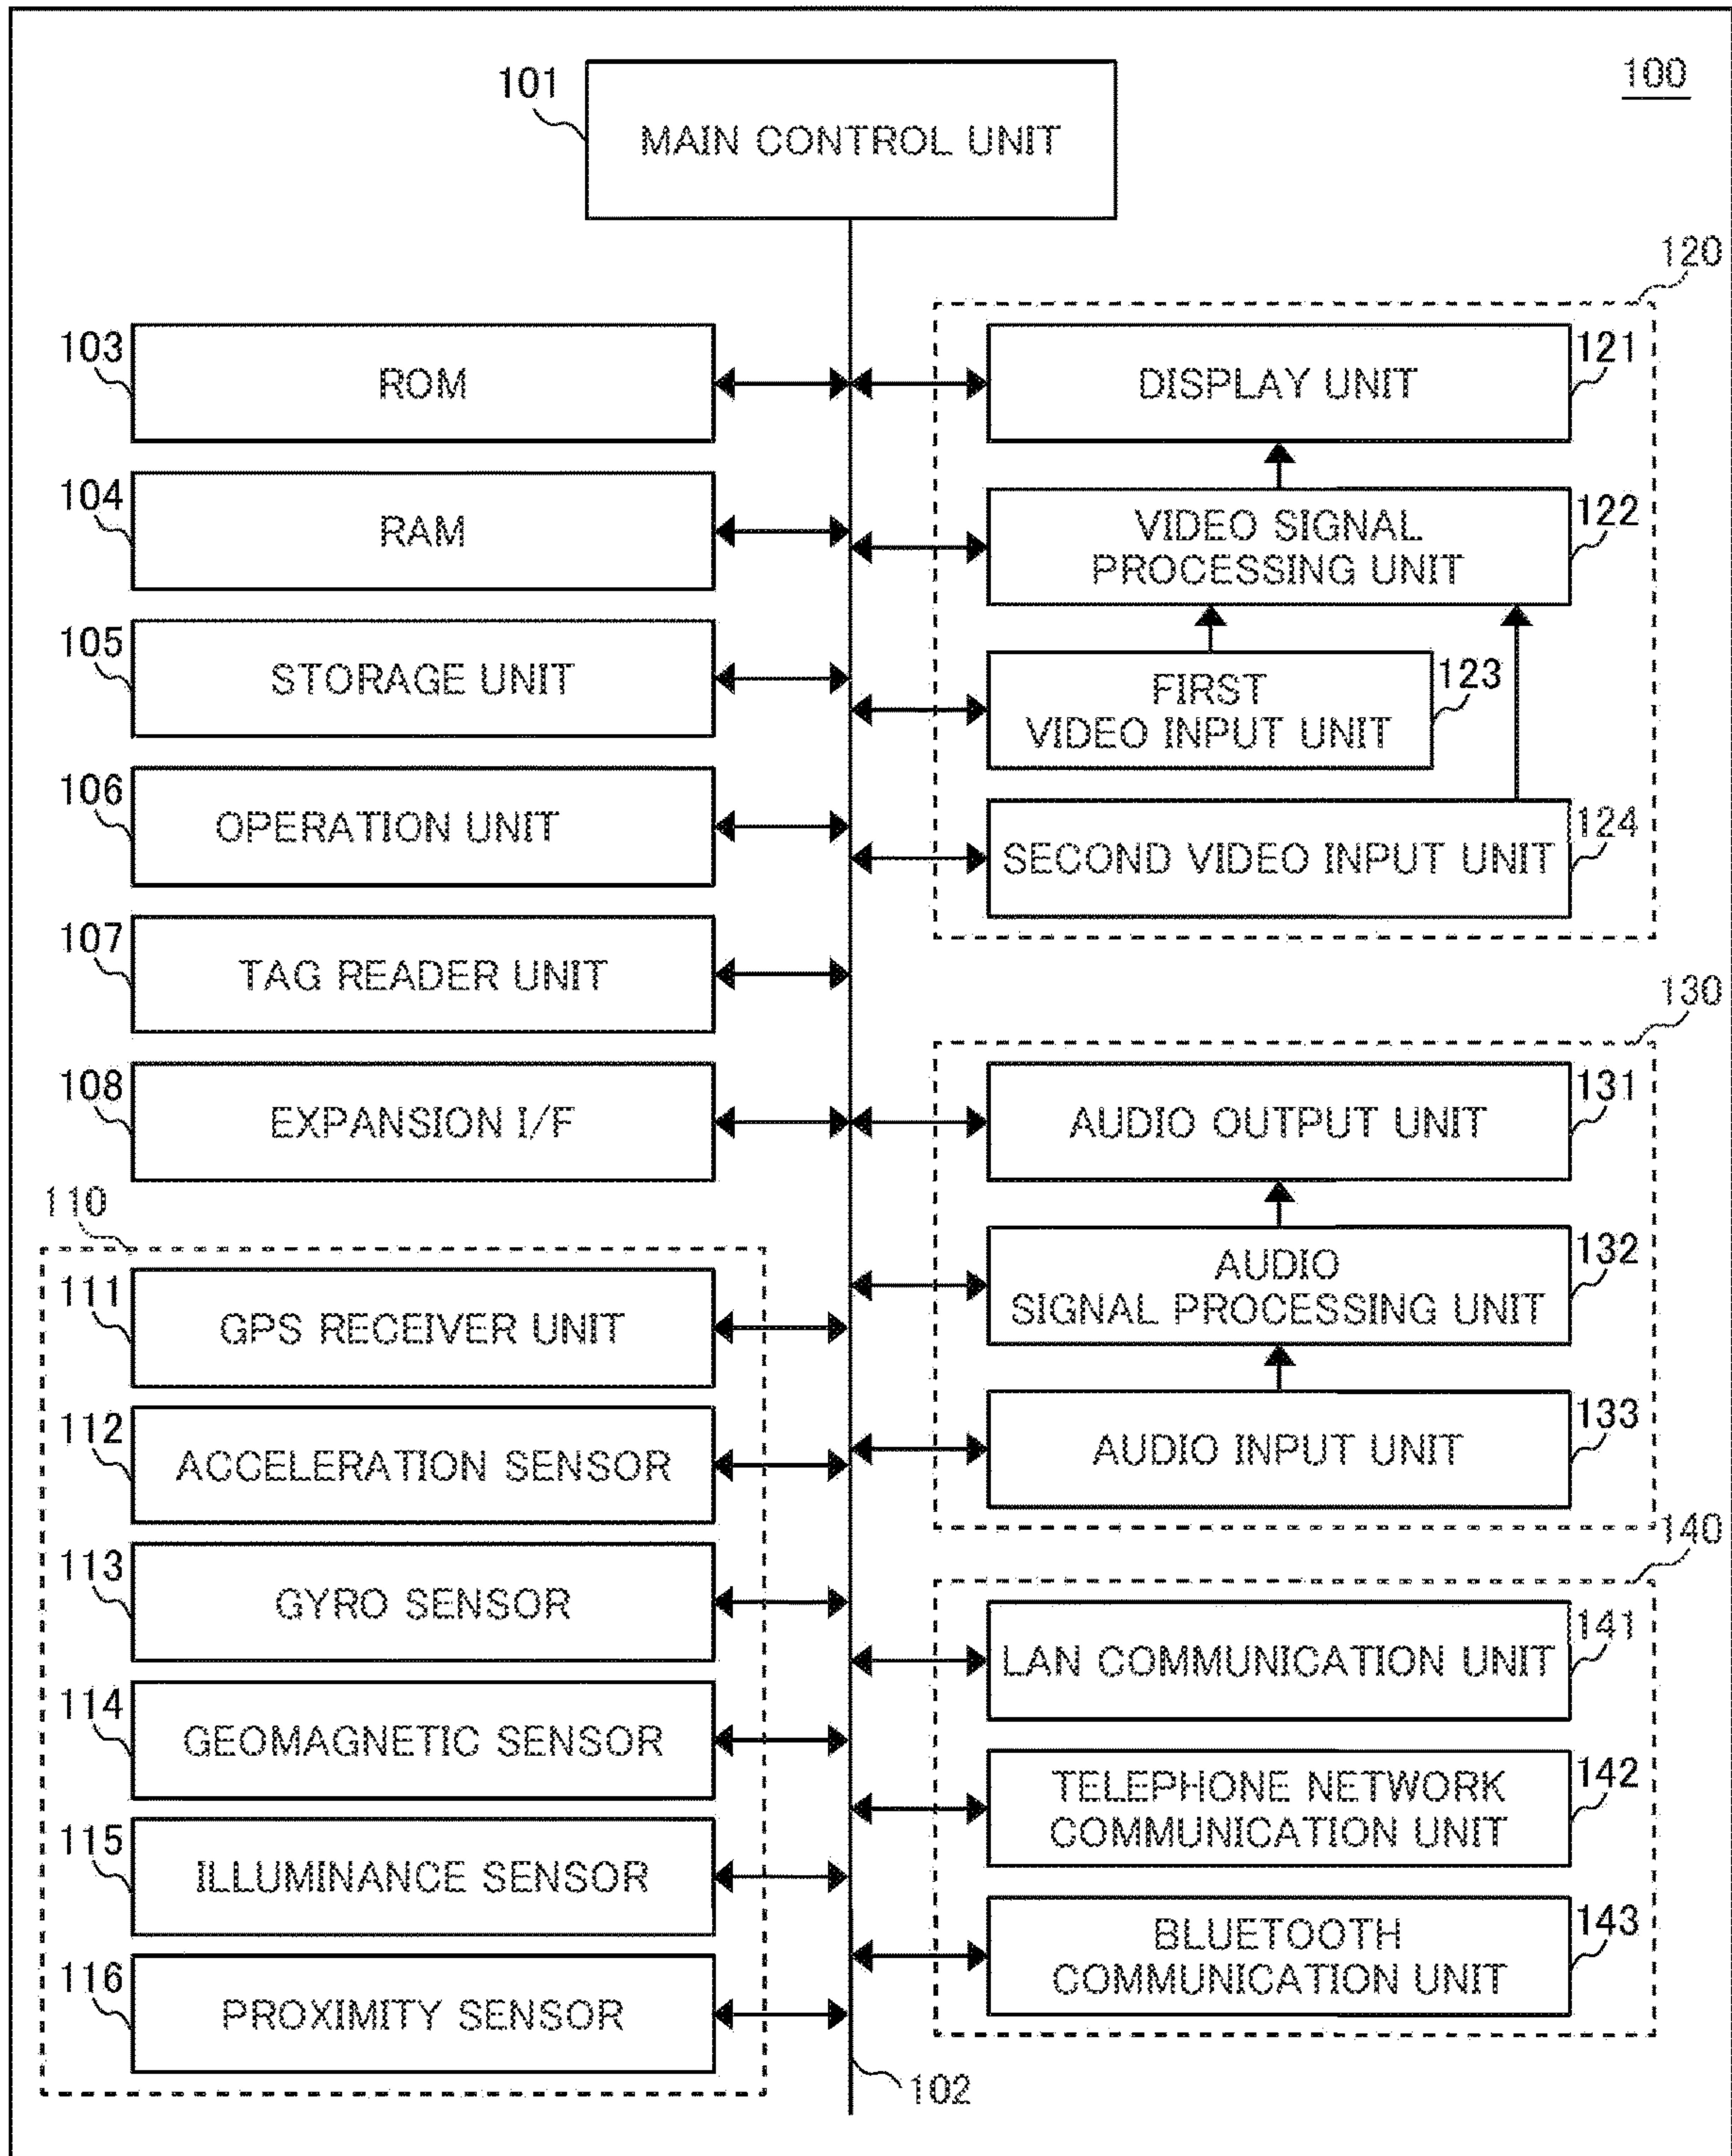 100
101
MAIN CONTROL UNIT
103
ROM
104
RAM
105
STORAGE UNIT
106
OPERATION UNIT
107
TAG READER UNIT
108
EXPANSION I/F
110
111
GPS RECEIVER UNIT
112
ACCELERATION SENSOR
113
GYRO SENSOR
114
GEOMAGNETIC SENSOR
115
ILLUMINANCE SENSOR
116
PROXIMITY SENSOR
102
120
121
DISPLAY UNIT
122
VIDEO SIGNAL
PROCESSING UNIT
123
FIRST
VIDEO INPUT UNIT
124
SECOND VIDEO INPUT UNIT
130
131
AUDIO OUTPUT UNIT
132
AUDIO
SIGNAL PROCESSING UNIT
133
AUDIO INPUT UNIT
140
141
LAN COMMUNICATION UNIT
142
TELEPHONE NETWORK
COMMUNICATION UNIT
143
BLUETOOTH
COMMUNICATION UNIT